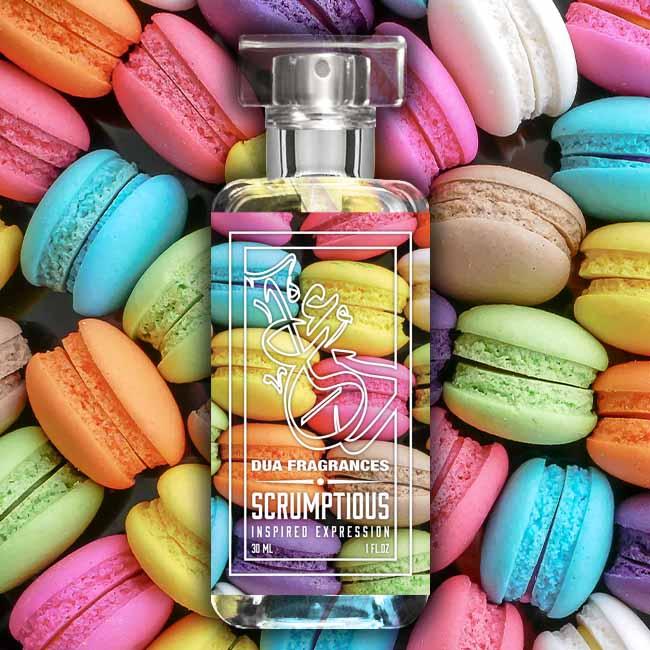 DUA FRAGRANCES
SCRUMPTIOUS
INSPIRED EXPRESSION
30 ML 1 FL.OZ